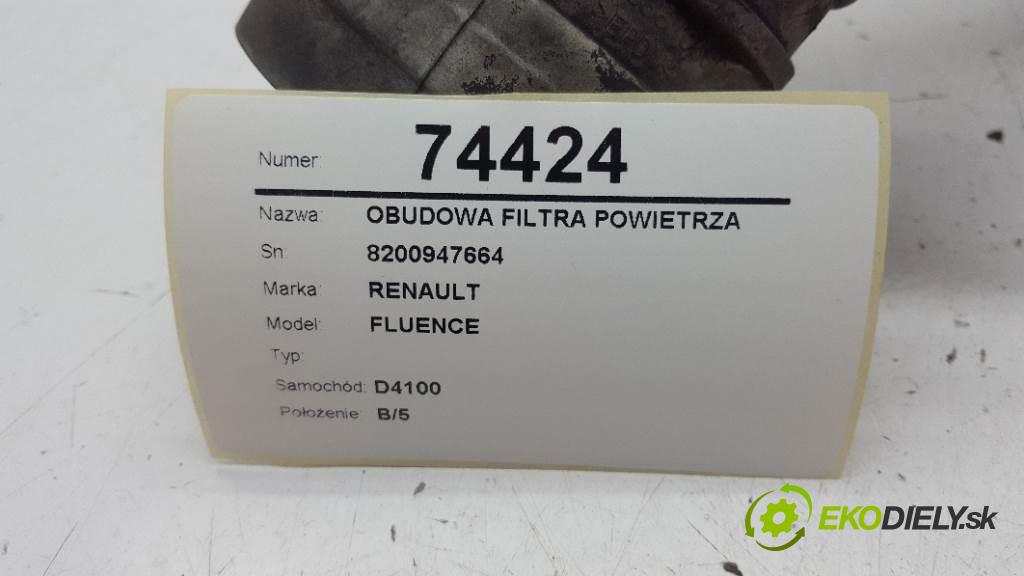 Numer: 74424
Nazwa: OBUDOWA FILTRA POWIETRZA
Sn: 8200947664
Marka: RENAULT
Model: FLUENCE
Typ:
Samochód: D4100
Położenie: B/5
EKODIELY.sk